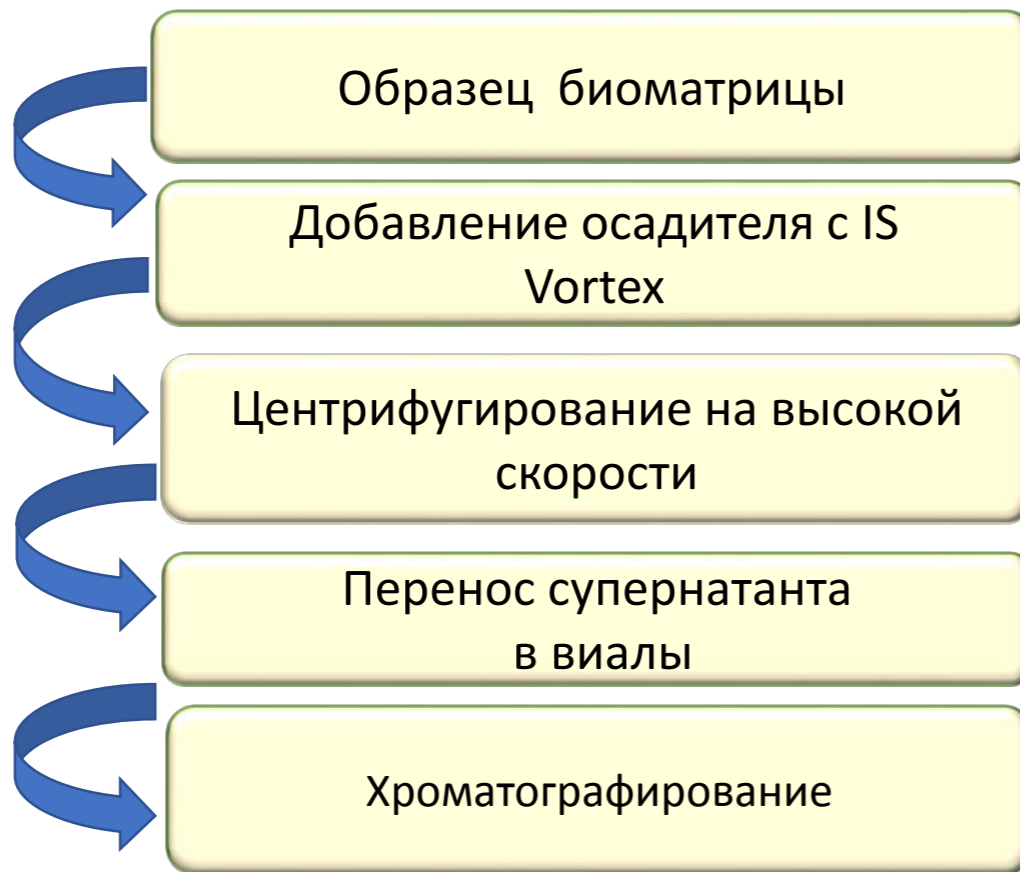 Образец биоматрицы
Добавление осадителя с IS
Vortex
Центрифугирование на высокой
скорости
Перенос супернатанта
в виалы
Хроматографирование